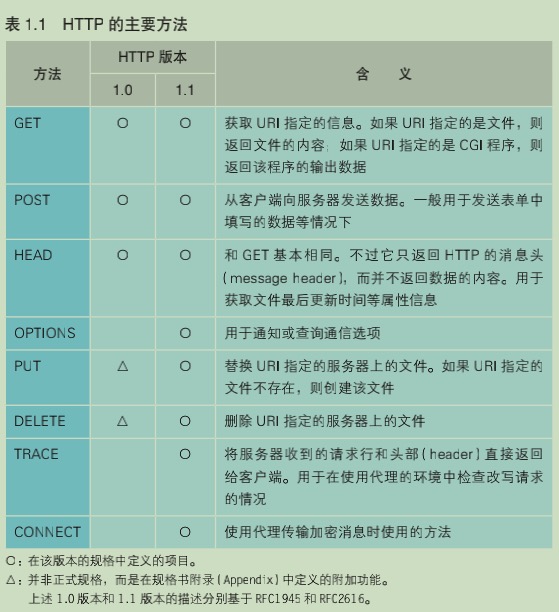 表 1.1 HTTP 的主要方法
方法 HTTP 版本 含 义
1.0 1.1
GET ○ ○ 获取 URI 指定的信息。如果 URI 指定的是文件，则
返回文件的内容；如果 URI 指定的是 CGI 程序，则
返回该程序的输出数据
POST ○ ○ 从客户端向服务器发送数据。一般用于发送表单中
填写的数据等情况下
HEAD ○ ○ 和 GET 基本相同。不过它只返回 HTTP 的消息头
(message header)，而并不返回数据的内容。用于
获取文件最后更新时间等属性信息
OPTIONS ○ 用于通知或查询通信选项
PUT △ ○ 替换 URI 指定的服务器上的文件。如果 URI 指定的
文件不存在，则创建该文件
DELETE △ ○ 删除 URI 指定的服务器上的文件
TRACE ○ 将服务器收到的请求行和头部(header)直接返回
给客户端。用于在使用代理的环境中检查改写请求
的情况
CONNECT ○ 使用代理传输加密消息时使用的方法
○：在该版本的规格中定义的项目。
△：并非正式规格，而是在规格书附录(Appendix)中定义的附加功能。
上述 1.0 版本和 1.1 版本的描述分别基于 RFC1945 和 RFC2616。